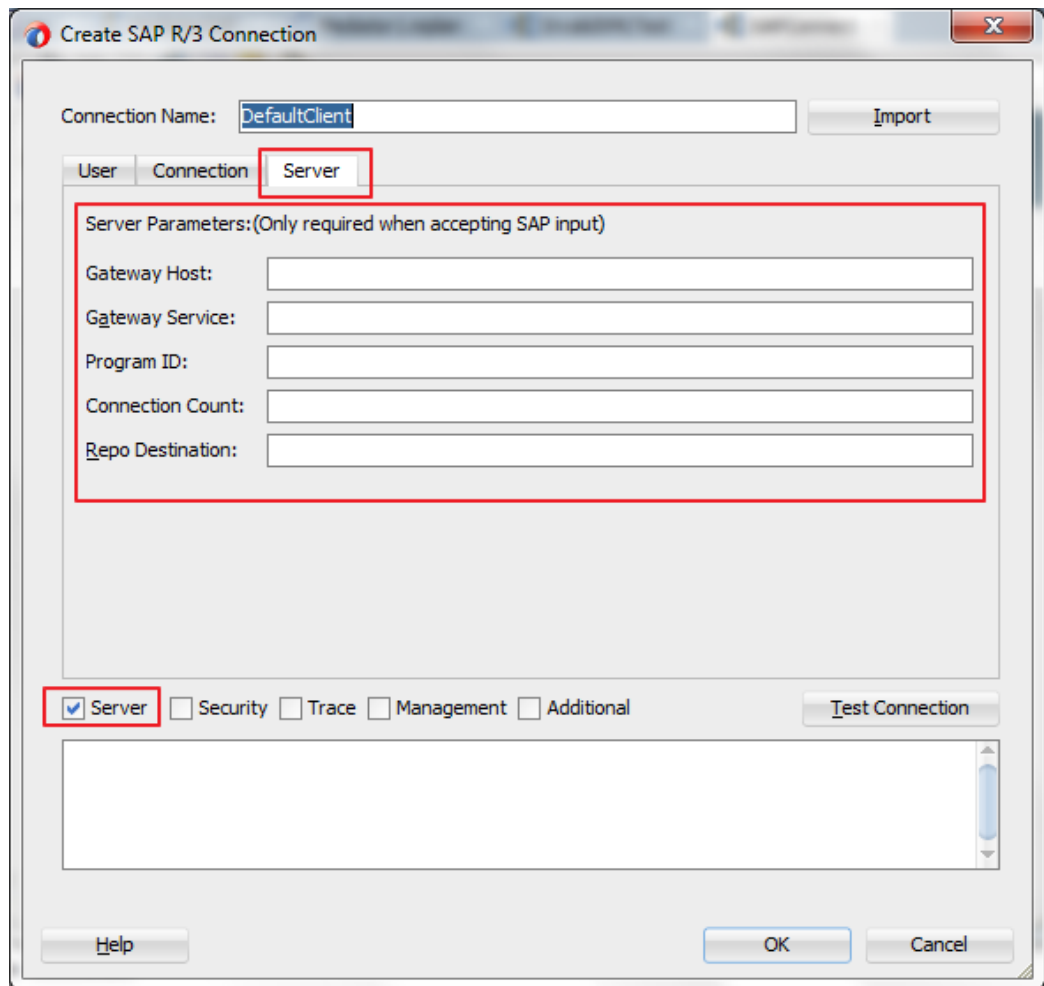 Create SAP R/3 Connection
Connection Name: DefaultClient Import
User Connection Server
Server Parameters:(Only required when accepting SAP input)
Gateway Host:
Gateway Service:
Program ID:
Connection Count:
Repo Destination:
Server Security Trace Management Additional Test Connection
Help OK Cancel